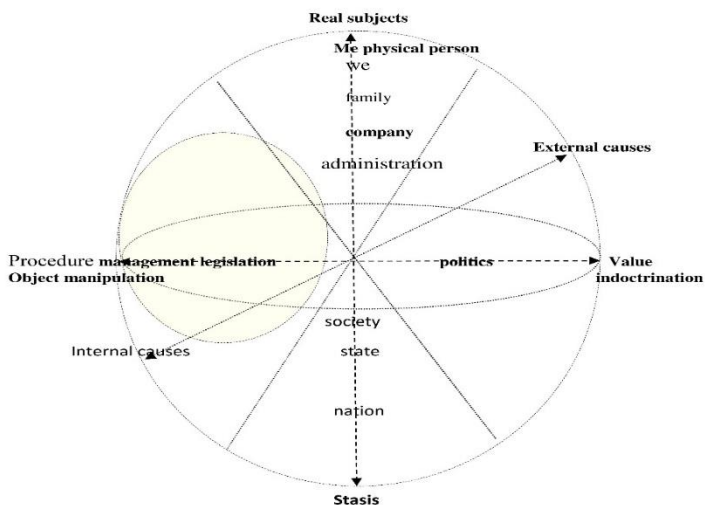 Real subjects
Me physical person
we
family
company
administration
External causes
Procedure management legislation politics Value
Object manipulation indoctrination
society
Internal causes state
nation
Stasis